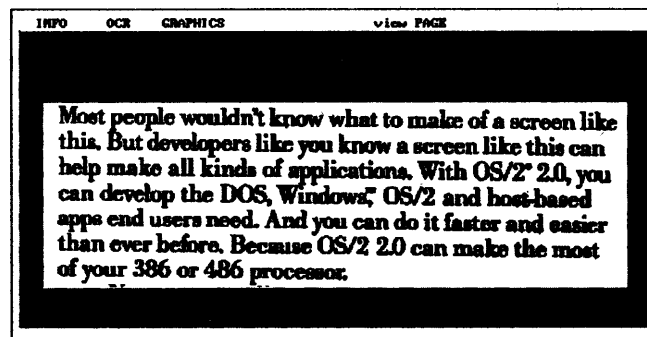 INFO OCR GRAPHICS view PAGE
Most people wouldn't know what to make of a screen like
this. But developers like you know a screen like this can
help make all kinds of applications. With OS/2® 2.0, you
can develop the DOS, Windows,™ OS/2 and host-based
apps end users need. And you can do it faster and easier
than ever before. Because OS/2 2.0 can make the most
of your 386 or 486 processor.